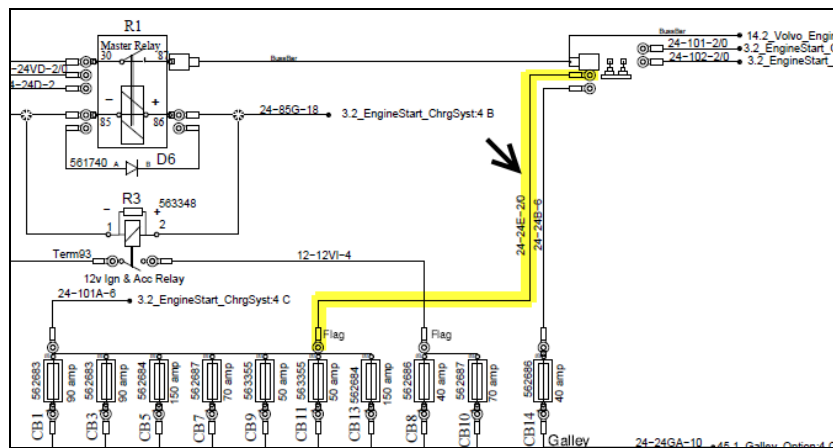 R1
Master Relay
30
87
BussBar
BussBar
14.2_Volvo_Engin
24-101-2/0
3.2_EngineStart_C
24-102-2/0
3.2_EngineStart_
-24VD-2/0
4-24D-2
-
+
85
86
24-85G-18
3.2_EngineStart_ChrgSyst:4 B
561740
A
B
D6
R3
-
+
563348
1
2
24-24E-2/0
24-24B-6
Term93
12-12VI-4
12v Ign & Acc Relay
24-101A-6
3.2_EngineStart_ChrgSyst:4 C
Flag
Flag
562683
90 amp
562683
90 amp
562684
150 amp
562687
70 amp
563355
50 amp
563355
50 amp
562684
150 amp
562686
40 amp
562687
70 amp
562686
40 amp
CB1
CB3
CB5
CB7
CB9
CB11
CB13
CB8
CB10
CB14
Galley
24-24GA-10
45.1_Galley_Option:4 C